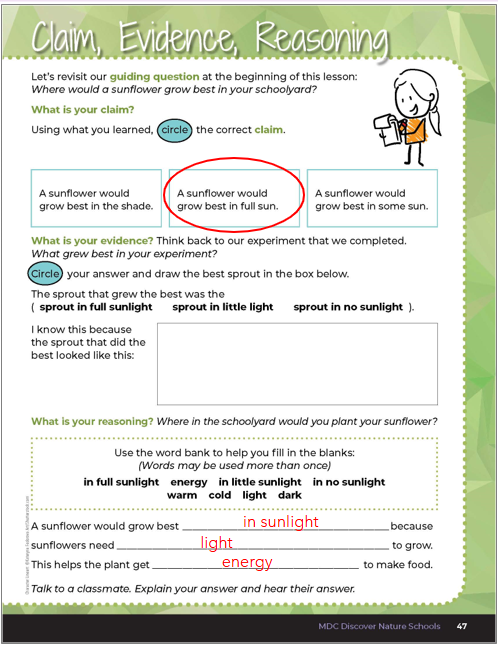 Claim, Evidence, Reasoning
Let's revisit our guiding question at the beginning of this lesson:
Where would a sunflower grow best in your schoolyard?
What is your claim?
Using what you learned, circle the correct claim.
A sunflower would grow best in the shade.
A sunflower would grow best in full sun.
A sunflower would grow best in some sun.
What is your evidence? Think back to our experiment that we completed.
What grew best in your experiment?
Circle your answer and draw the best sprout in the box below.
The sprout that grew the best was the
( sprout in full sunlight sprout in little light sprout in no sunlight ).
I know this because
the sprout that did the
best looked like this:
What is your reasoning? Where in the schoolyard would you plant your sunflower?
Use the word bank to help you fill in the blanks:
(Words may be used more than once)
in full sunlight energy in little sunlight in no sunlight
warm cold light dark
A sunflower would grow best in sunlight because
sunflowers need light to grow.
This helps the plant get energy to make food.
Talk to a classmate. Explain your answer and hear their answer.
MDC Discover Nature Schools 47